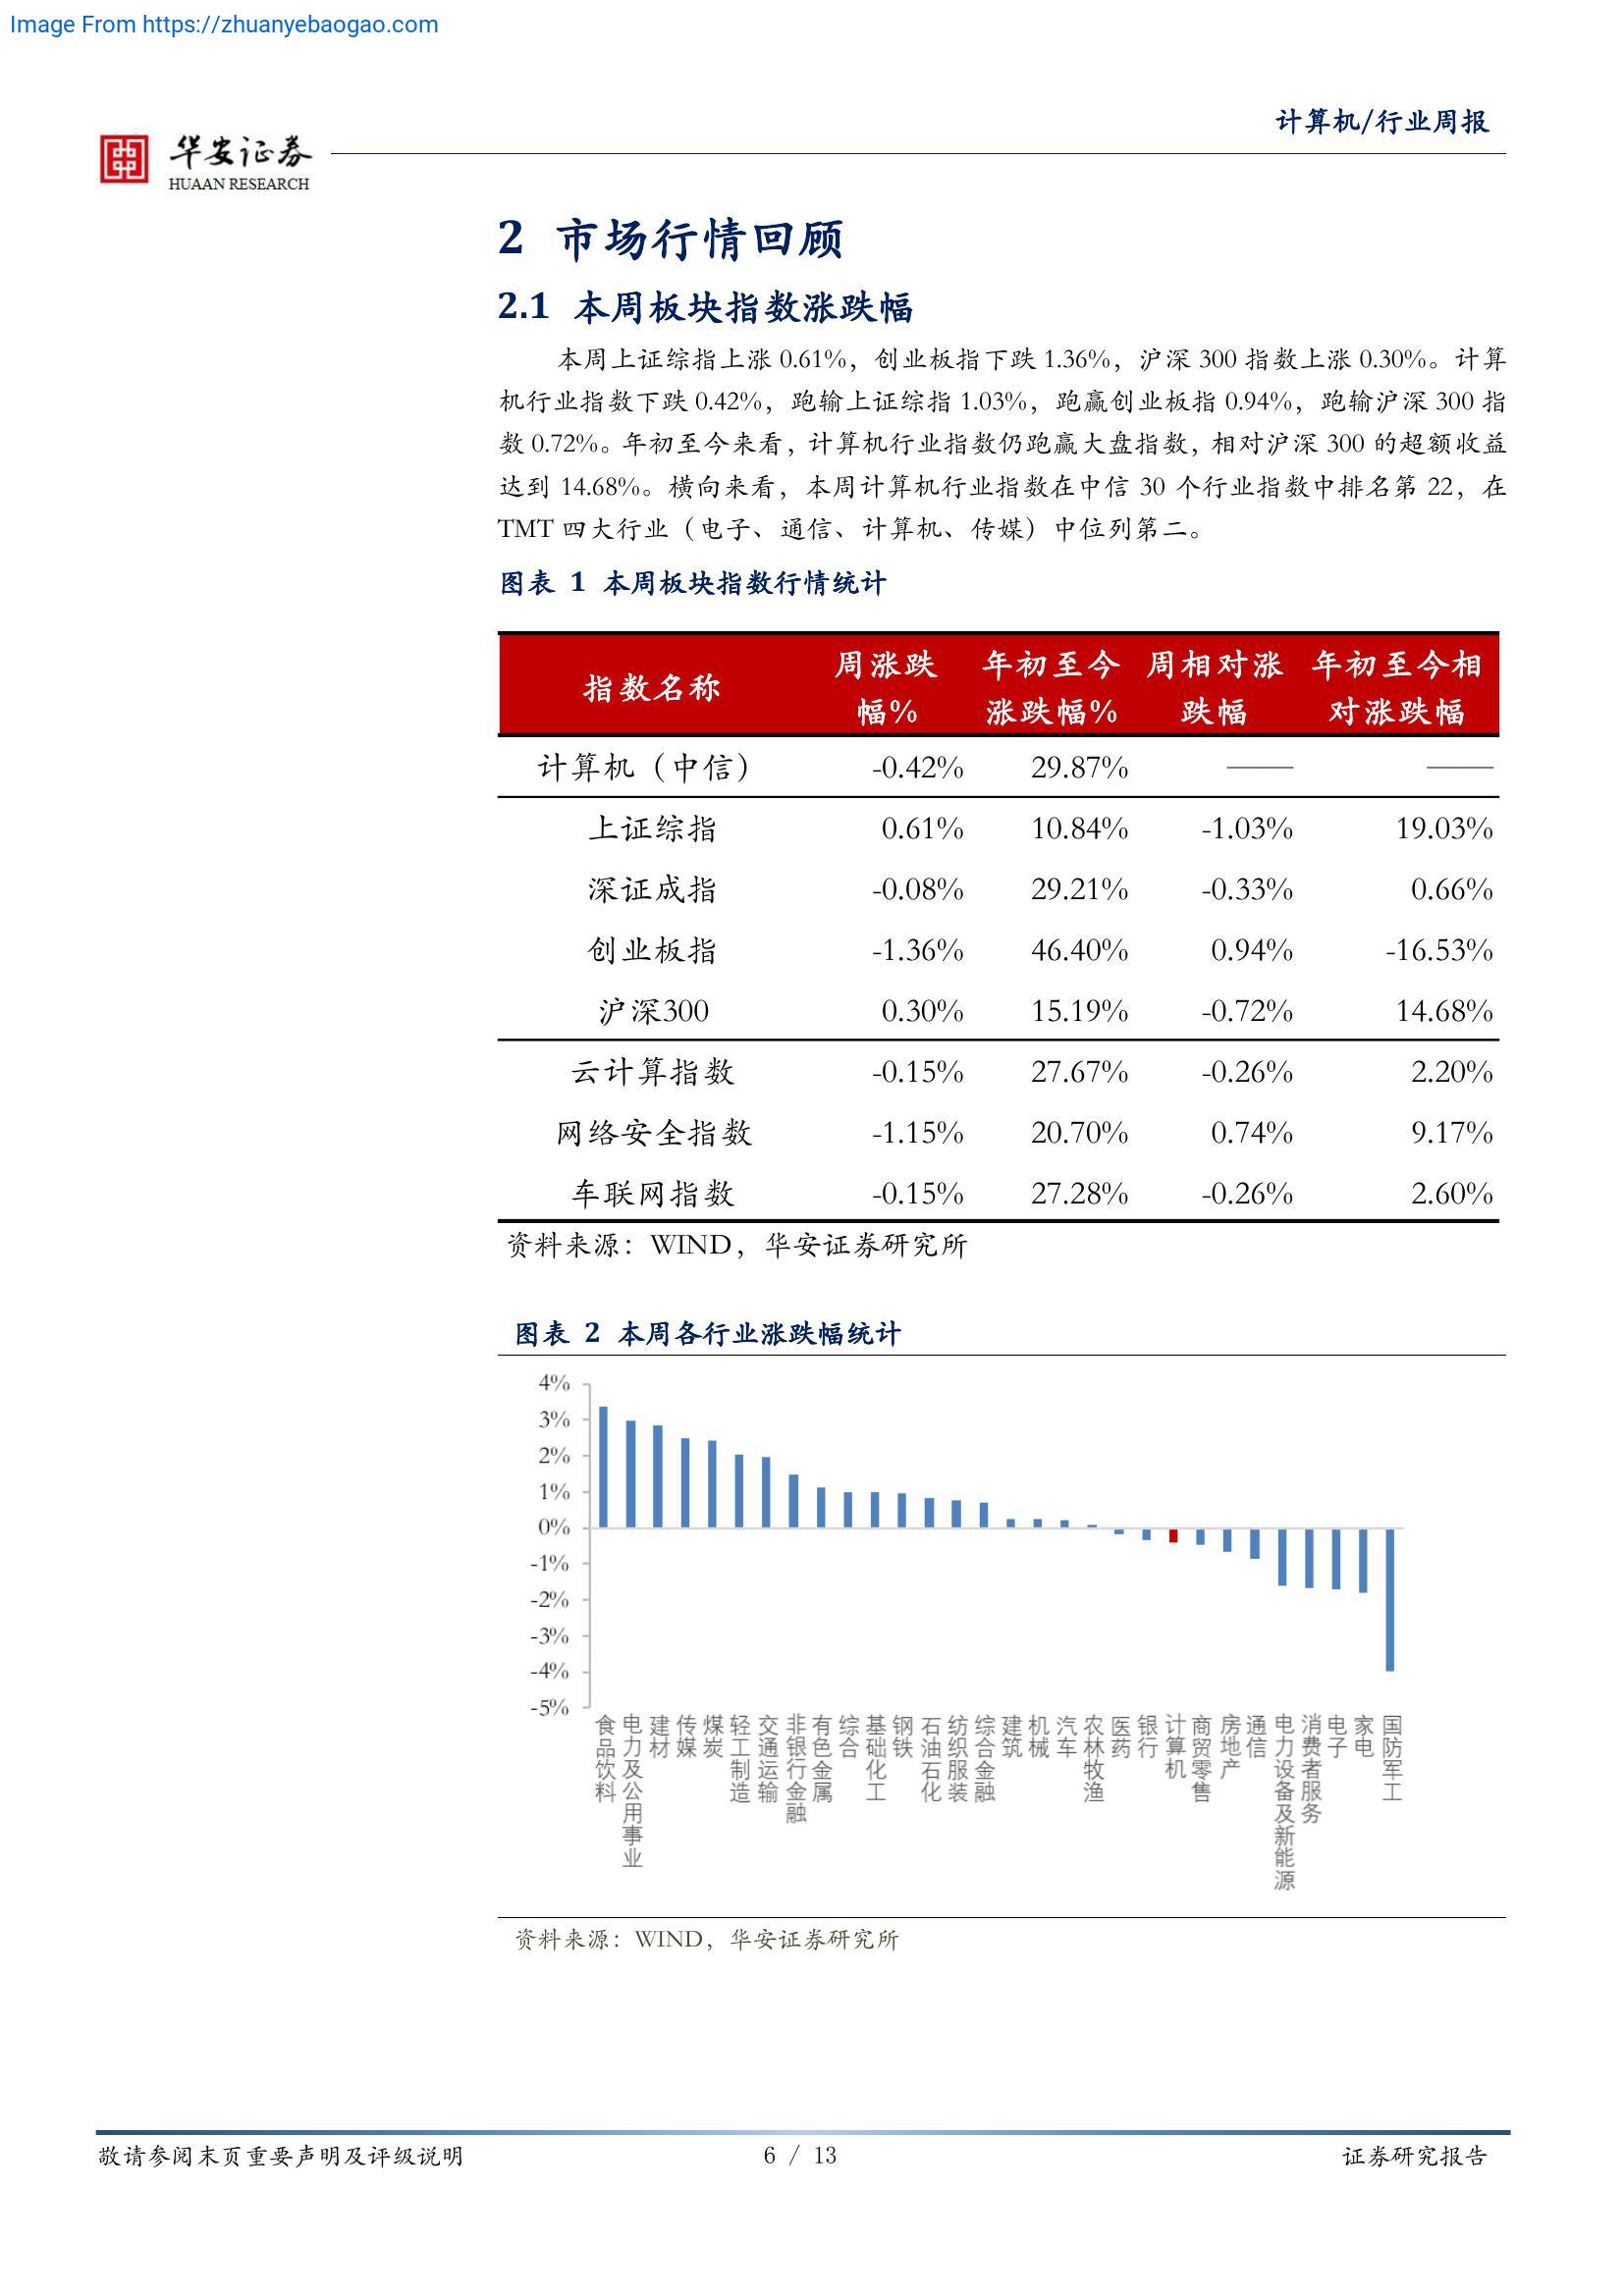 Image From https://zhuanyebaogao.com
计算机/行业周报
华安证券
HUAAN RESEARCH
2 市场行情回顾
2.1 本周板块指数涨跌幅
本周上证综指上涨 0.61%，创业板指下跌 1.36%，沪深 300 指数上涨 0.30%。计算
机行业指数下跌 0.42%，跑输上证综指 1.03%，跑赢创业板指 0.94%，跑输沪深 300 指
数 0.72%。年初至今来看，计算机行业指数仍跑赢大盘指数，相对沪深 300 的超额收益
达到 14.68%。横向来看，本周计算机行业指数在中信 30 个行业指数中排名第 22，在
TMT 四大行业（电子、通信、计算机、传媒）中位列第二。
图表 1 本周板块指数行情统计
指数名称 周涨跌幅% 年初至今涨跌幅% 周相对涨跌幅 年初至今相对涨跌幅
计算机（中信） -0.42% 29.87% —— ——
上证综指 0.61% 10.84% -1.03% 19.03%
深证成指 -0.08% 29.21% -0.33% 0.66%
创业板指 -1.36% 46.40% 0.94% -16.53%
沪深300 0.30% 15.19% -0.72% 14.68%
云计算指数 -0.15% 27.67% -0.26% 2.20%
网络安全指数 -1.15% 20.70% 0.74% 9.17%
车联网指数 -0.15% 27.28% -0.26% 2.60%
资料来源：WIND，华安证券研究所
图表 2 本周各行业涨跌幅统计
4%
3%
2%
1%
0%
-1%
-2%
-3%
-4%
-5%
食品饮料
电力及公用事业
建材
传媒
煤炭
轻工制造
交通运输
非银行金融
有色金属
综合
基础化工
钢铁
石油石化
纺织服装
综合金融
建筑
机械
汽车
农林牧渔
医药
银行
计算机
商贸零售
房地产
通信
电力设备及新能源
消费者服务
电子
家电
国防军工
资料来源：WIND，华安证券研究所
敬请参阅末页重要声明及评级说明
6 / 13
证券研究报告